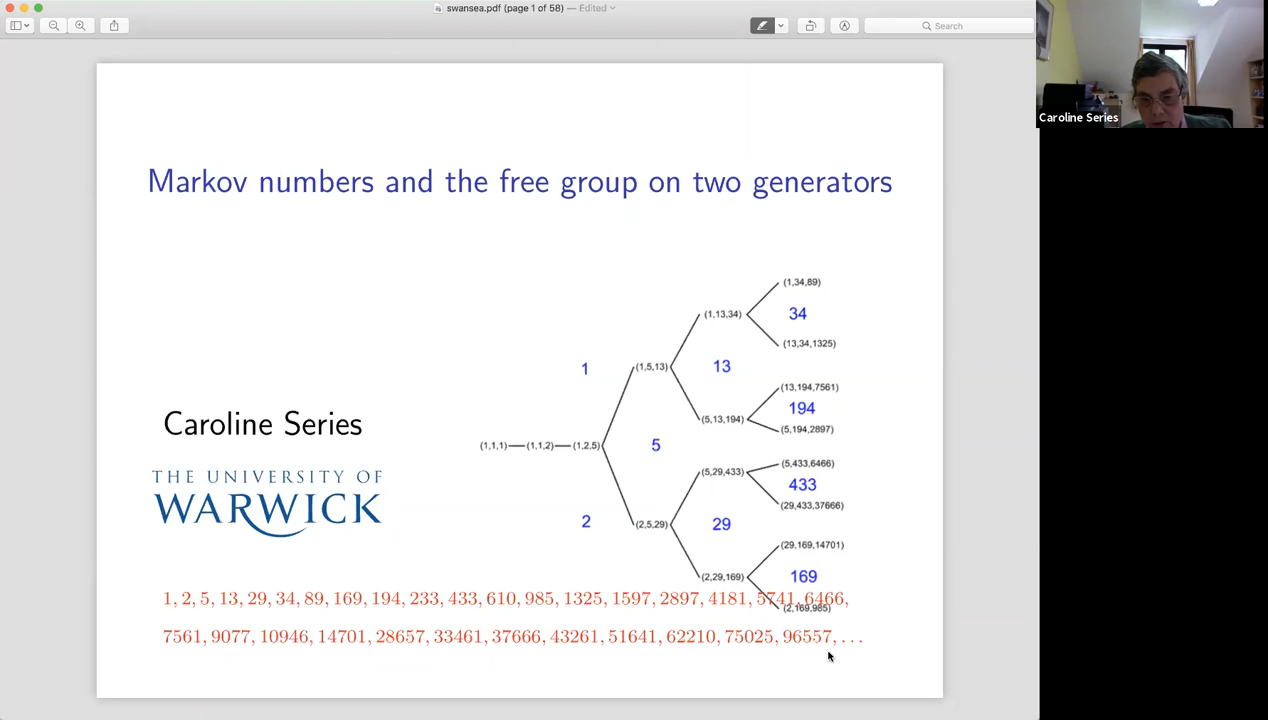 swansea.pdf (page 1 of 58) — Edited
Search
Caroline Series
Markov numbers and the free group on two generators
(1,34,89)
(1,13,34)
34
(13,34,1325)
1
(1,5,13)
13
(13,194,7561)
194
(5,13,194)
(5,194,2897)
Caroline Series
(1,1,1)
(1,1,2)
(1,2,5)
5
(5,433,6466)
(5,29,433)
433
(29,433,37666)
THE UNIVERSITY OF
WARWICK
2
(2,5,29)
29
(29,169,14701)
(2,29,169)
169
(2,169,985)
1, 2, 5, 13, 29, 34, 89, 169, 194, 233, 433, 610, 985, 1325, 1597, 2897, 4181, 5741, 6466,
7561, 9077, 10946, 14701, 28657, 33461, 37666, 43261, 51641, 62210, 75025, 96557, . . .